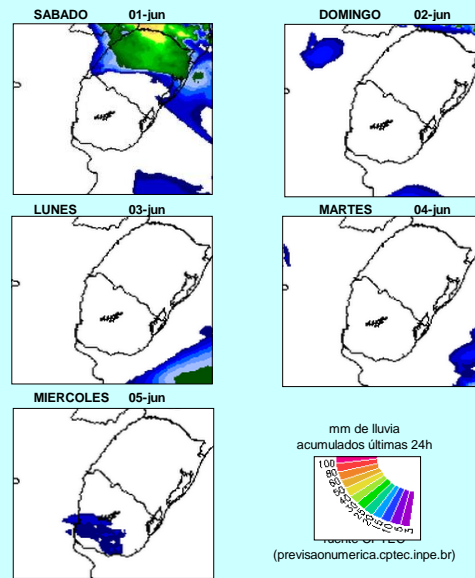 SABADO 01-jun
DOMINGO 02-jun
LUNES 03-jun
MARTES 04-jun
MIERCOLES 05-jun
mm de lluvia
acumulados últimas 24h
100
80
(previsaonumerica.cptec.inpe.br)